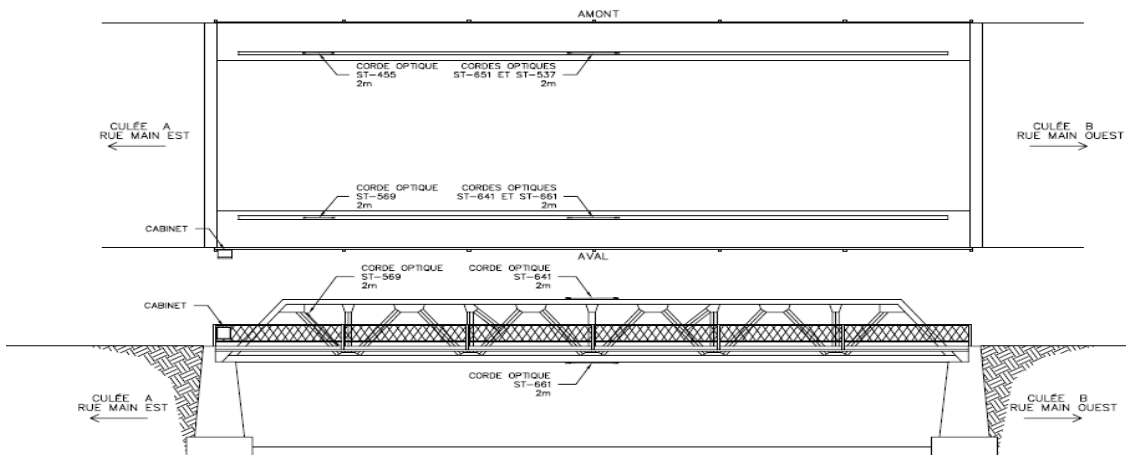 AMONT
CORDE OPTIQUE
ST-455
2m
CORDES OPTIQUES
ST-651 ET ST-537
2m
CULÉE A
RUE MAIN EST
CULÉE B
RUE MAIN OUEST
CORDE OPTIQUE
ST-569
2m
CORDES OPTIQUES
ST-641 ET ST-661
2m
CABINET
AVAL
CORDE OPTIQUE
ST-569
2m
CORDE OPTIQUE
ST-641
2m
CABINET
CORDE OPTIQUE
ST-661
2m
CULÉE A
RUE MAIN EST
CULÉE B
RUE MAIN OUEST